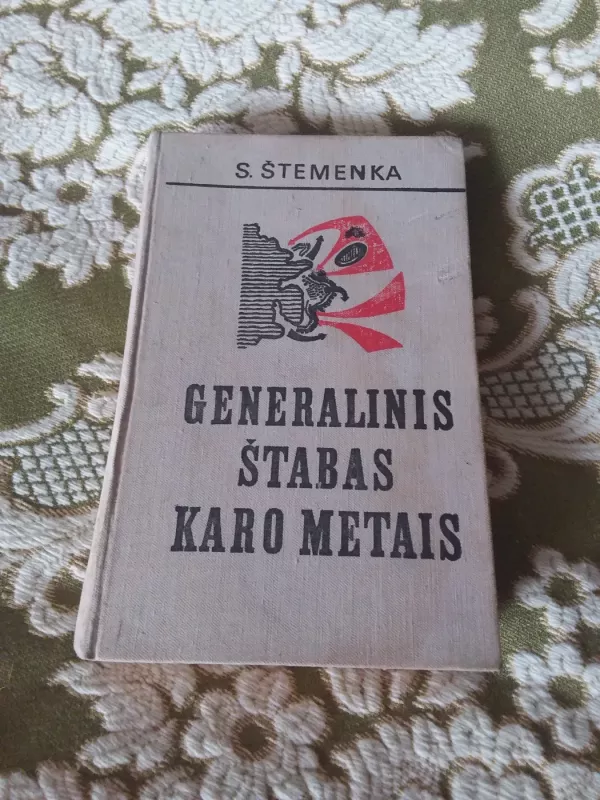 S. ŠTEMENKA
GENERALINIS
ŠTABAS
KARO METAIS